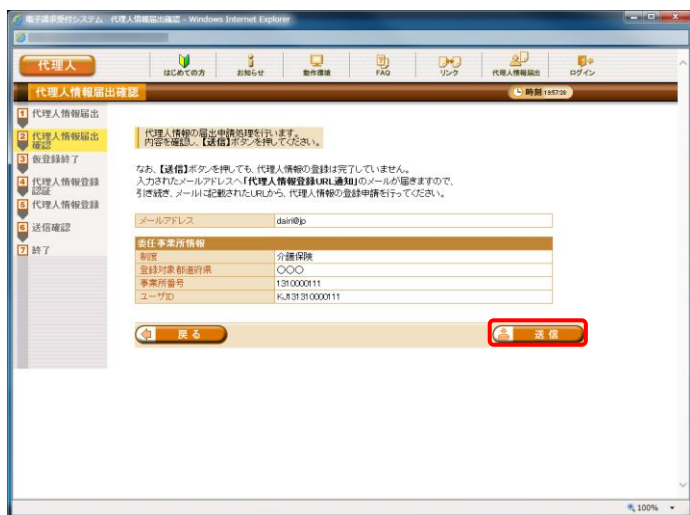 電子請求受付システム 代理人情報届出確認 - Windows Internet Explorer
代理人
はじめての方
お知らせ
動作環境
FAQ
リンク
代理人情報届出
ログイン
代理人情報届出確認
時刻 19:57:28
1 代理人情報届出
2 代理人情報届出確認
3 仮登録終了
4 代理人情報登録認証
5 代理人情報登録
6 送信確認
7 終了
代理人情報の届出申請処理を行います。
内容を確認し、【送信】ボタンを押してください。
なお、【送信】ボタンを押しても、代理人情報の登録は完了していません。
入力されたメールアドレスへ「代理人情報登録URL通知」のメールが届きますので、
引き続き、メールに記載されたURLから、代理人情報の登録申請を行ってください。
メールアドレス dairi@jp
委任事業所情報
制度 介護保険
登録対象都道府県 〇〇〇
事業所番号 1310000111
ユーザID KJ131310000111
戻る
送信
100%